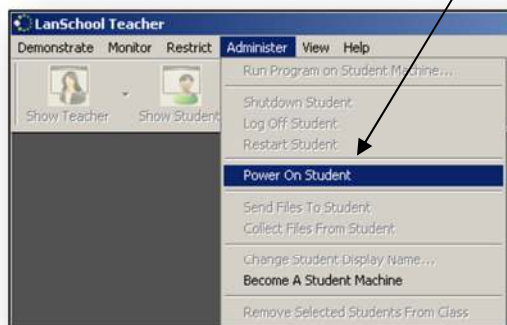 LanSchool Teacher
Demonstrate Monitor Restrict Administer View Help
Show Teacher Show Student
Run Program on Student Machine...
Shutdown Student
Log Off Student
Restart Student
Power On Student
Send Files To Student
Collect Files From Student
Change Student Display Name...
Become A Student Machine
Remove Selected Students From Class